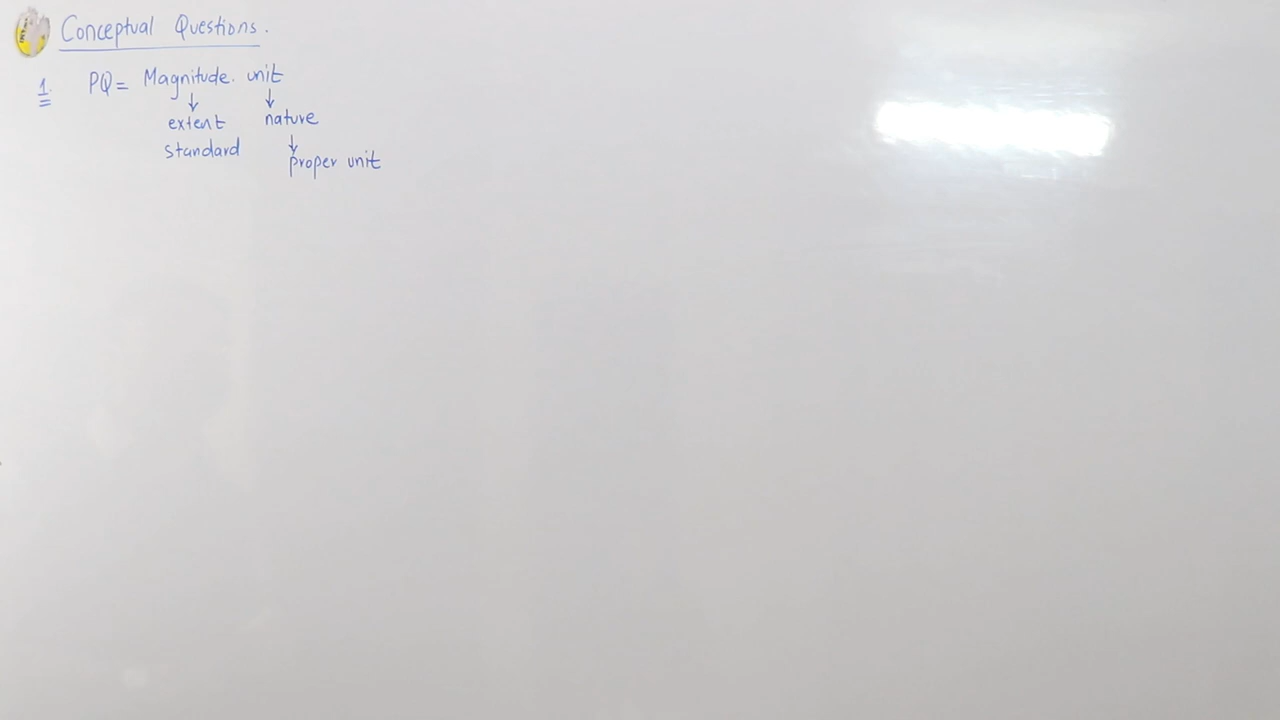 Conceptual Questions.
1. PQ = Magnitude. unit
↓ ↓
extent nature
standard ↓
proper unit